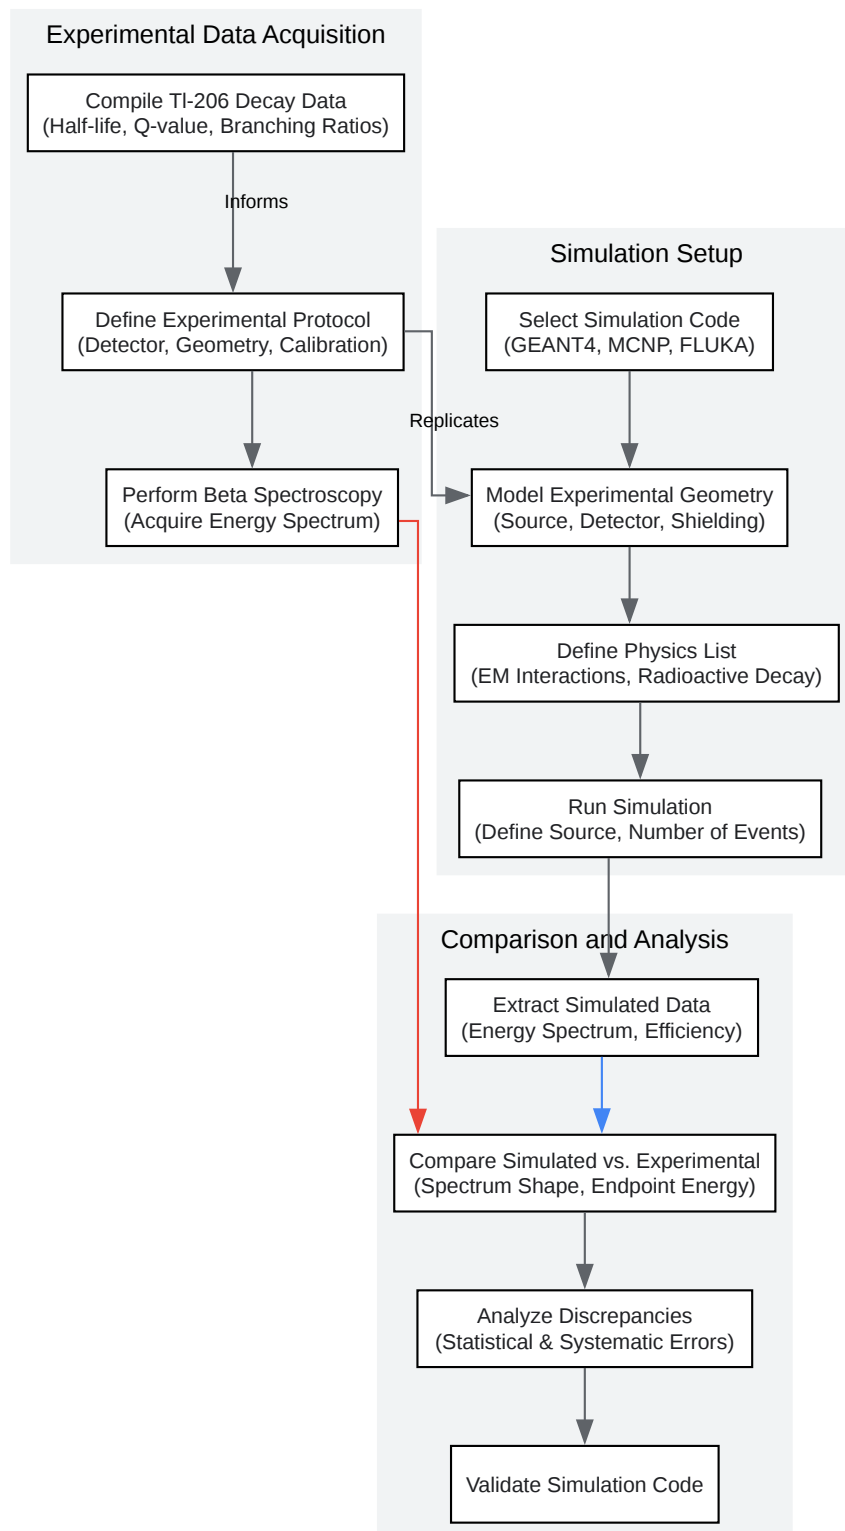 Experimental Data Acquisition
Compile Tl-206 Decay Data
(Half-life, Q-value, Branching Ratios)
Informs
Define Experimental Protocol
(Detector, Geometry, Calibration)
Perform Beta Spectroscopy
(Acquire Energy Spectrum)
Replicates
Simulation Setup
Select Simulation Code
(GEANT4, MCNP, FLUKA)
Model Experimental Geometry
(Source, Detector, Shielding)
Define Physics List
(EM Interactions, Radioactive Decay)
Run Simulation
(Define Source, Number of Events)
Comparison and Analysis
Extract Simulated Data
(Energy Spectrum, Efficiency)
Compare Simulated vs. Experimental
(Spectrum Shape, Endpoint Energy)
Analyze Discrepancies
(Statistical & Systematic Errors)
Validate Simulation Code